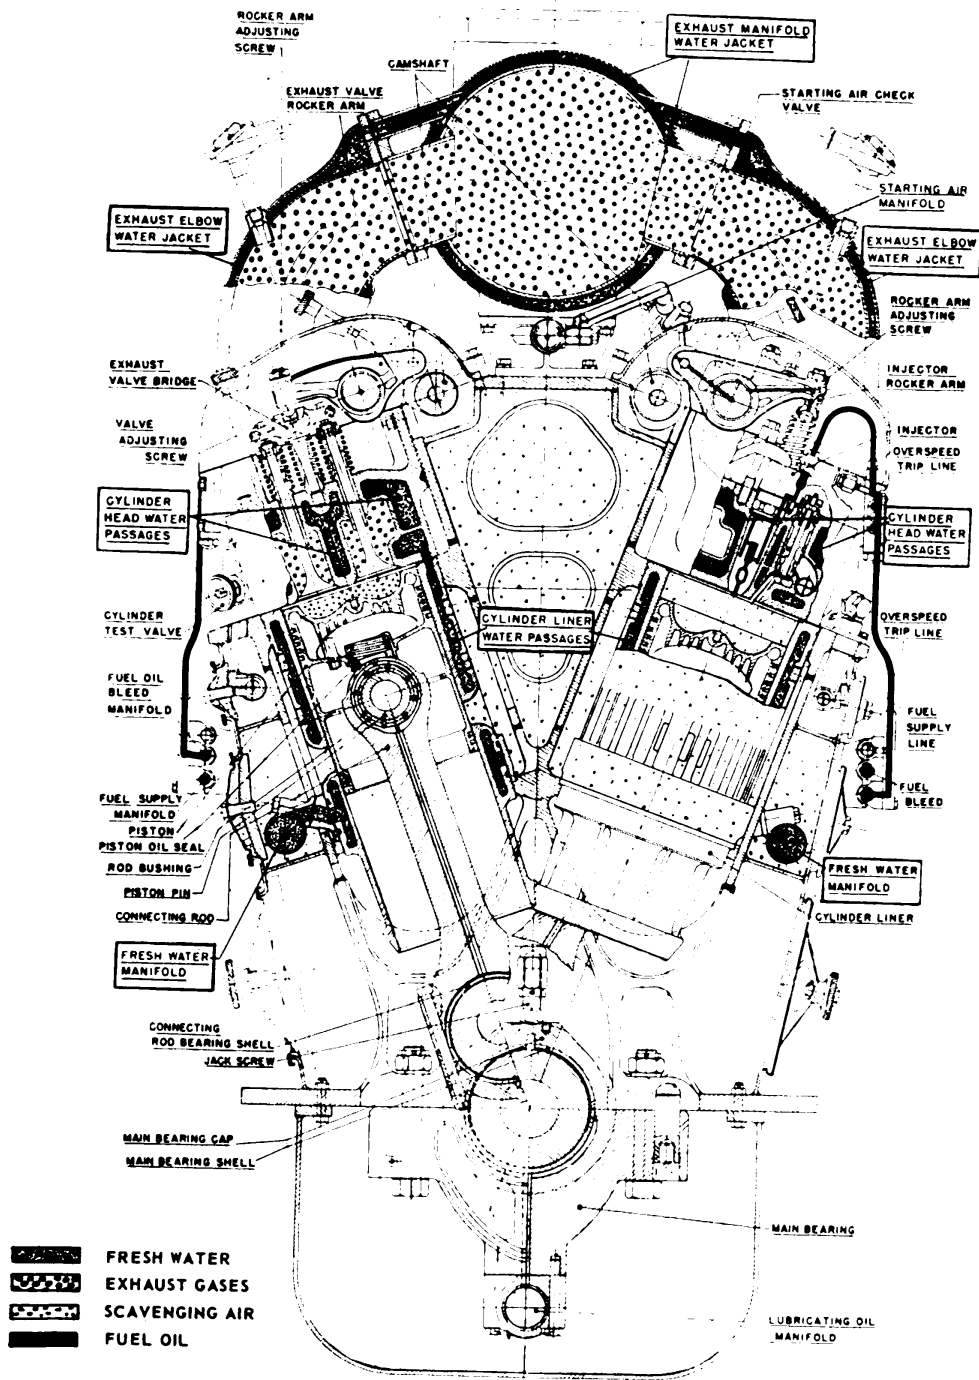 ROCKER ARM
ADJUSTING
SCREW
CAMSHAFT
EXHAUST VALVE
ROCKER ARM
EXHAUST MANIFOLD
WATER JACKET
STARTING AIR CHECK
VALVE
STARTING AIR
MANIFOLD
EXHAUST ELBOW
WATER JACKET
EXHAUST ELBOW
WATER JACKET
ROCKER ARM
ADJUSTING
SCREW
EXHAUST
VALVE BRIDGE
INJECTOR
ROCKER ARM
VALVE
ADJUSTING
SCREW
INJECTOR
OVERSPEED
TRIP LINE
CYLINDER
HEAD WATER
PASSAGES
CYLINDER
HEAD WATER
PASSAGES
CYLINDER
TEST VALVE
CYLINDER LINER
WATER PASSAGES
OVERSPEED
TRIP LINE
FUEL OIL
BLEED
MANIFOLD
FUEL
SUPPLY
LINE
FUEL
BLEED
FUEL SUPPLY
MANIFOLD
PISTON
PISTON OIL SEAL
ROD BUSHING
PISTON PIN
CONNECTING ROD
FRESH WATER
MANIFOLD
CYLINDER LINER
FRESH WATER
MANIFOLD
CONNECTING
ROD BEARING SHELL
JACK SCREW
MAIN BEARING CAP
MAIN BEARING SHELL
MAIN BEARING
LUBRICATING OIL
MANIFOLD
FRESH WATER
EXHAUST GASES
SCAVENGING AIR
FUEL OIL